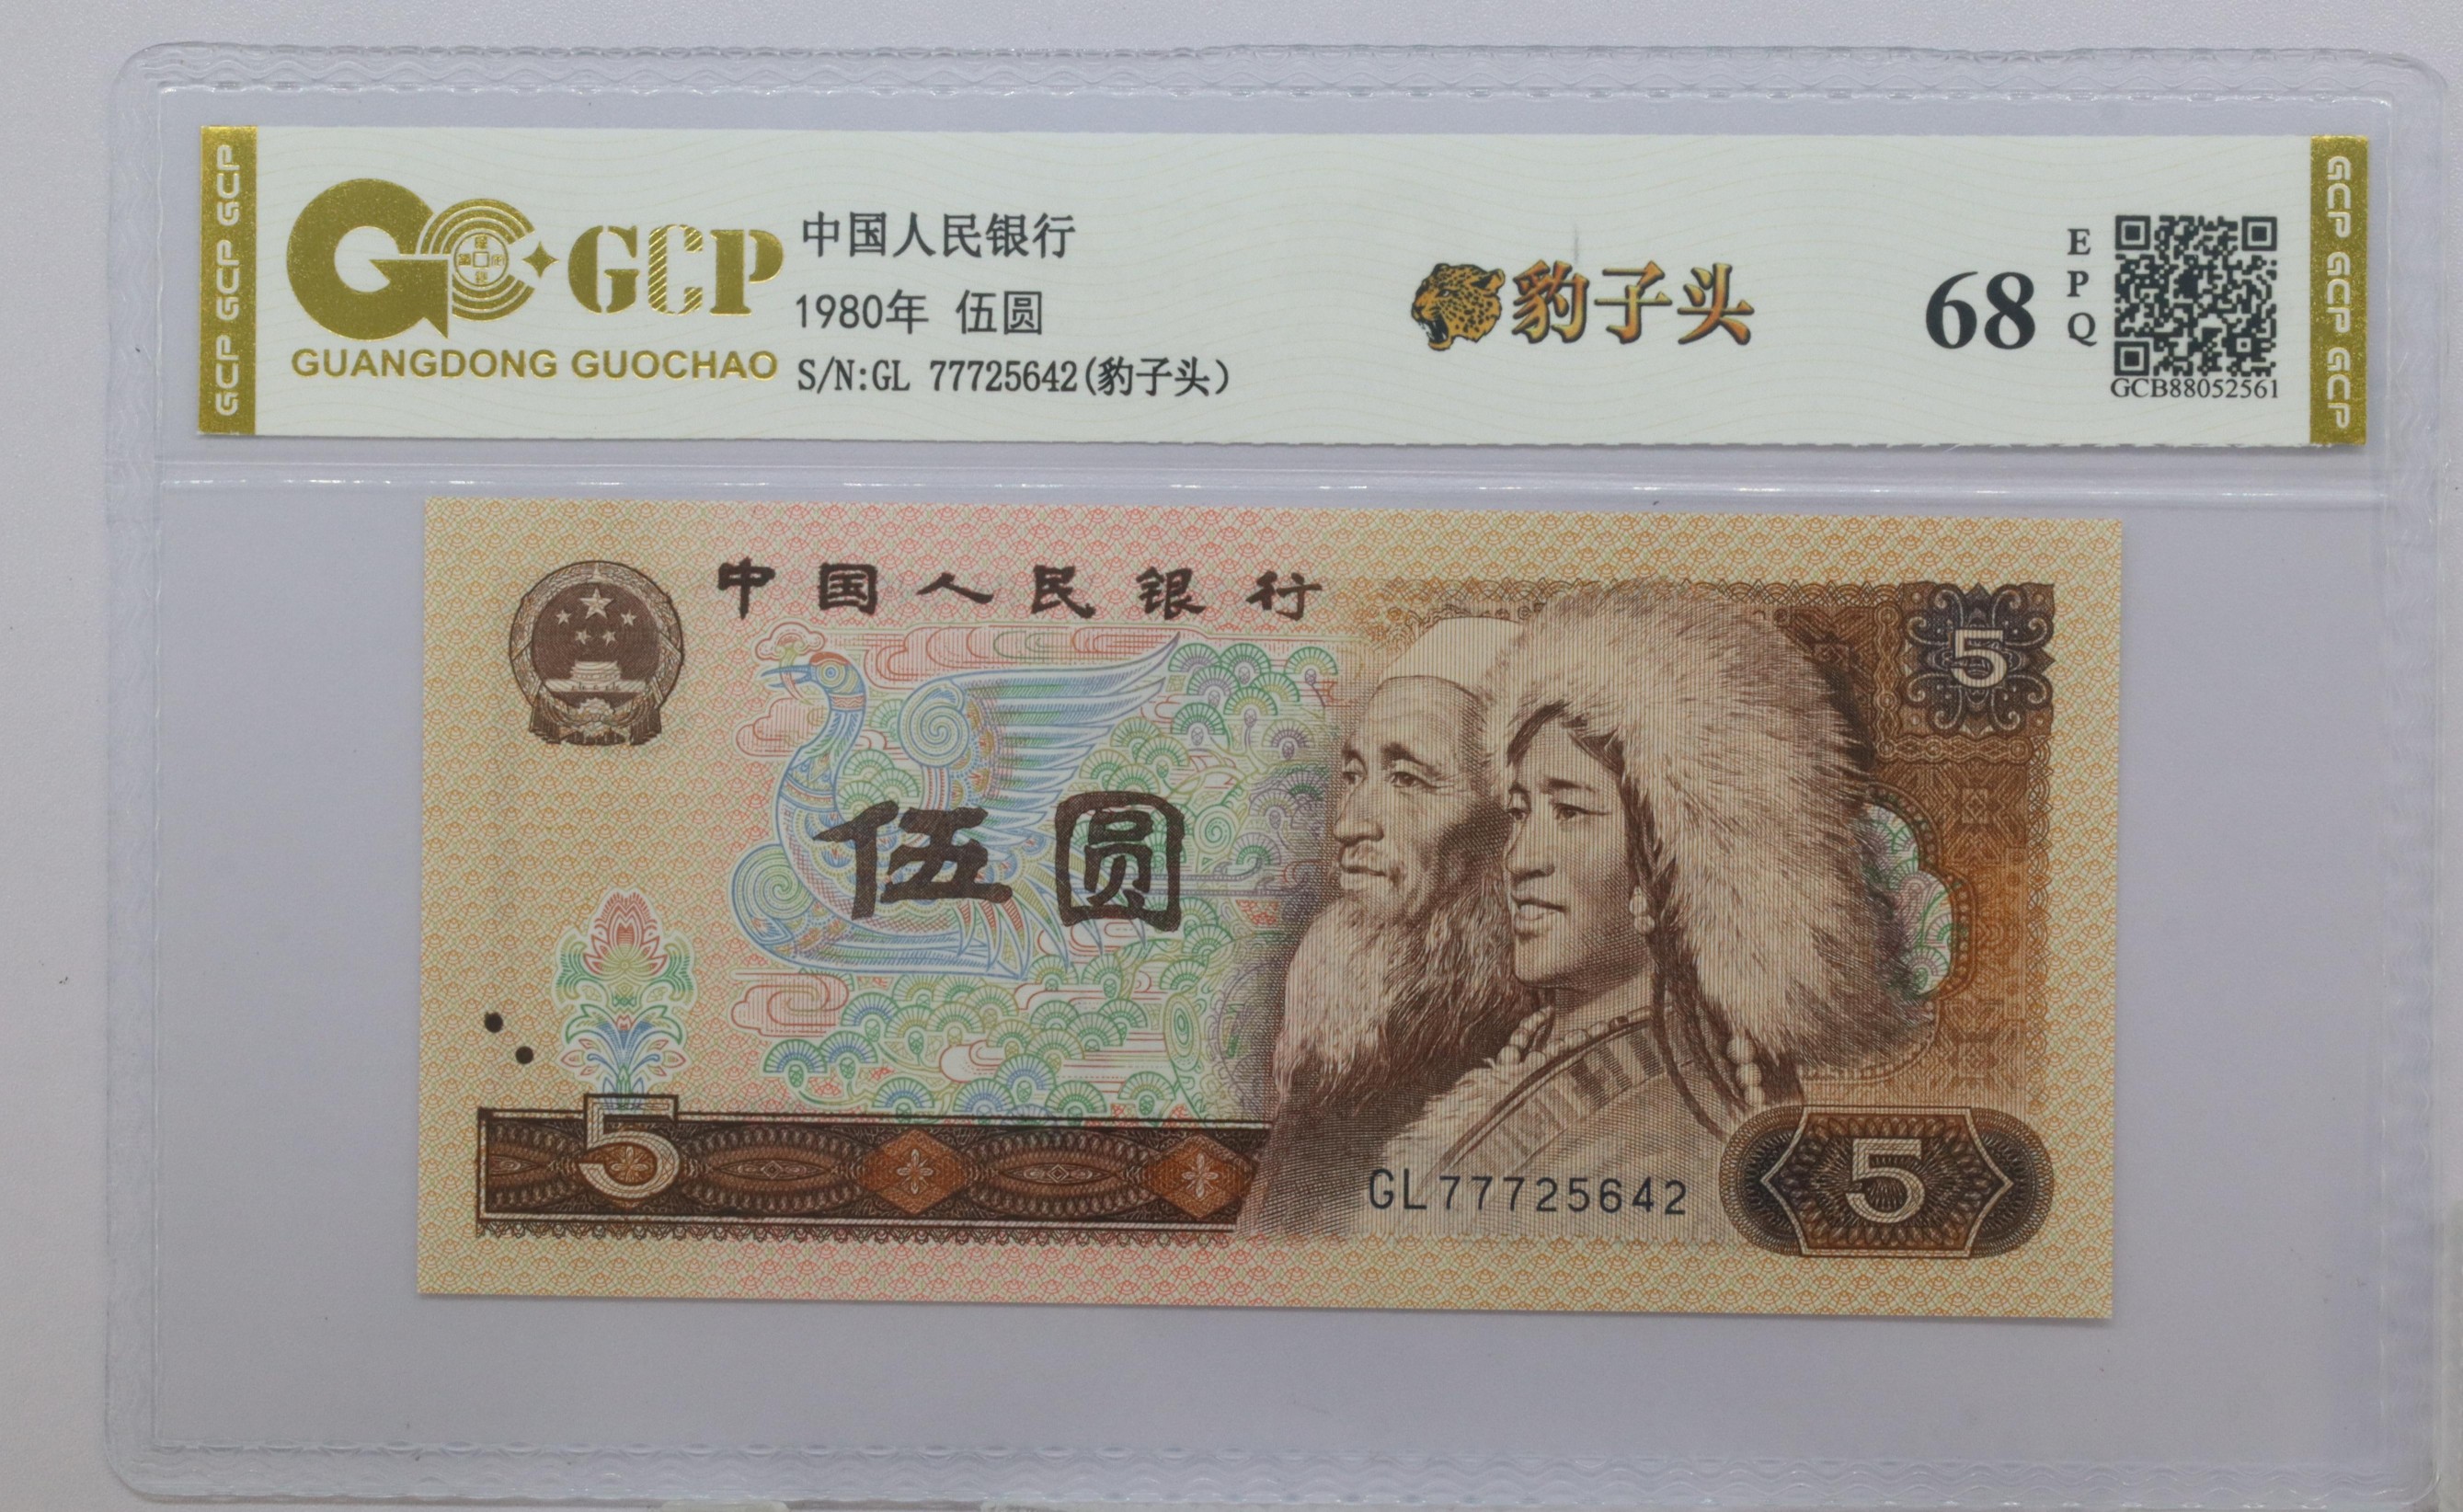 GCP GCP GCP
GCP
GUANGDONG GUOCHAO
中国人民银行
1980年 伍圆
S/N:GL 77725642(豹子头)
豹子头
68
EPQ
GCB88052561
GCP GCP GCP
中国人民银行
5
伍圆
5
GL77725642
5